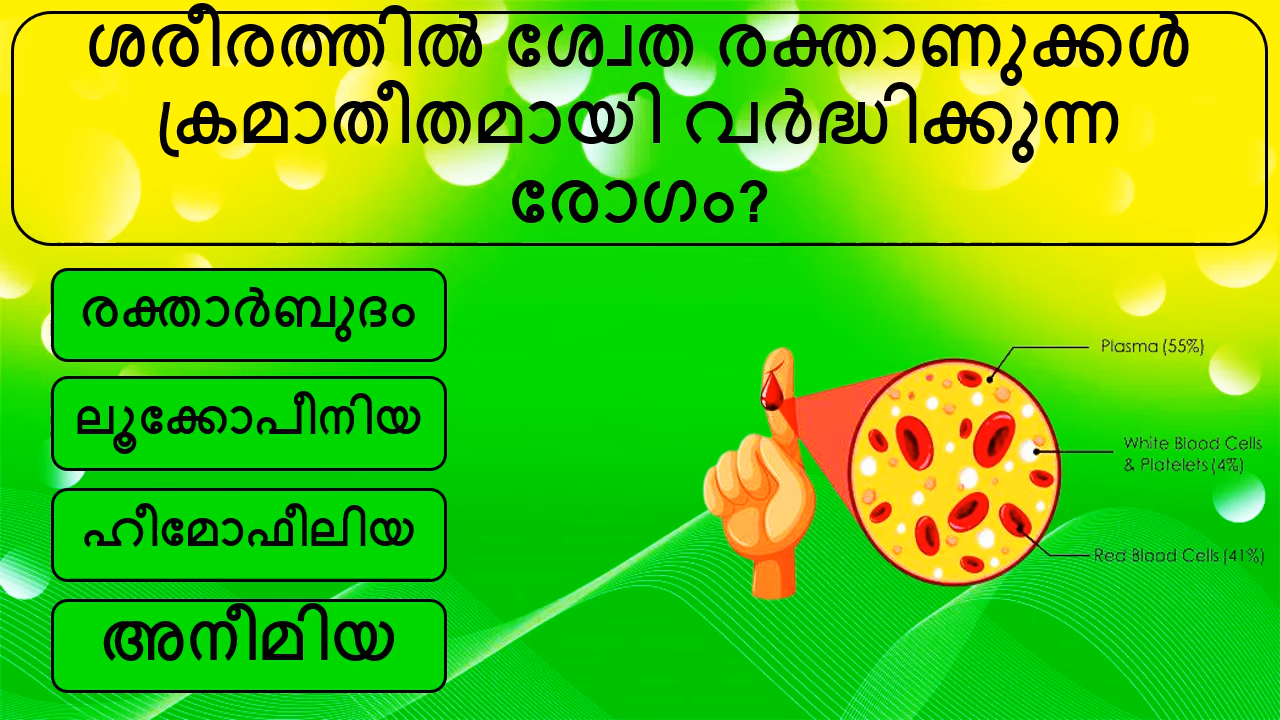 ശരീരത്തിൽ ശ്വേത രക്താണുക്കൾ
ക്രമാതീതമായി വർദ്ധിക്കുന്ന
രോഗം?
രക്താർബുദം
ലൂക്കോപീനിയ
ഹീമോഫീലിയ
അനീമിയ
Plasma (55%)
White Blood Cells
& Platelets (4%)
Red Blood Cells (41%)